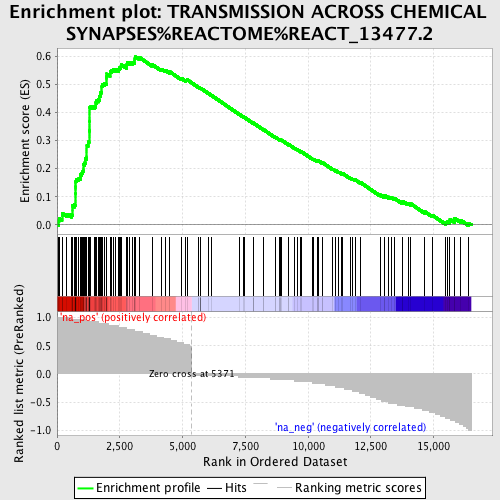 Enrichment plot: TRANSMISSION ACROSS CHEMICAL
SYNAPSES%REACTOME%REACT_13477.2
Enrichment score (ES)
0.6
0.5
0.4
0.3
0.2
0.1
0.0
Ranked list metric (PreRanked)
1.0
0.5
0.0
-0.5
-1.0
'na_pos' (positively correlated)
Zero cross at 5371
'na_neg' (negatively correlated)
0
2,500
5,000
7,500
10,000
12,500
15,000
Rank in Ordered Dataset
Enrichment profile
Hits
Ranking metric scores